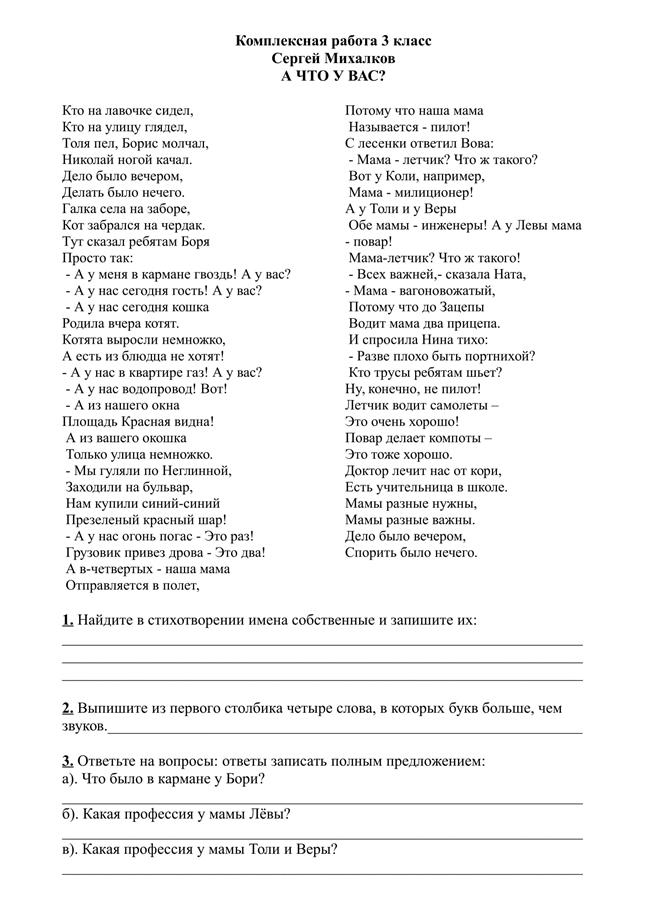 Комплексная работа 3 класс
Сергей Михалков
А ЧТО У ВАС?
Кто на лавочке сидел,
Кто на улицу глядел,
Толя пел, Борис молчал,
Николай ногой качал.
Дело было вечером,
Делать было нечего.
Галка села на заборе,
Кот забрался на чердак.
Тут сказал ребятам Боря
Просто так:
- А у меня в кармане гвоздь! А у вас?
- А у нас сегодня гость! А у вас?
- А у нас сегодня кошка
Родила вчера котят.
Котята выросли немножко,
А есть из блюдца не хотят!
- А у нас в квартире газ! А у вас?
- А у нас водопровод! Вот!
- А из нашего окна
Площадь Красная видна!
А из вашего окошка
Только улица немножко.
- Мы гуляли по Неглинной,
Заходили на бульвар,
Нам купили синий-синий
Презеленый красный шар!
- А у нас огонь погас - Это раз!
Грузовик привез дрова - Это два!
А в-четвертых - наша мама
Отправляется в полет,
Потому что наша мама
Называется - пилот!
С лесенки ответил Вова:
- Мама - летчик? Что ж такого?
Вот у Коли, например,
Мама - милиционер!
А у Толи и у Веры
Обе мамы - инженеры! А у Левы мама
- повар!
Мама-летчик? Что ж такого!
- Всех важней,- сказала Ната,
- Мама - вагоновожатый,
Потому что до Зацепы
Водит мама два прицепа.
И спросила Нина тихо:
- Разве плохо быть портнихой?
Кто трусы ребятам шьет?
Ну, конечно, не пилот!
Летчик водит самолеты –
Это очень хорошо!
Повар делает компоты –
Это тоже хорошо.
Доктор лечит нас от кори,
Есть учительница в школе.
Мамы разные нужны,
Мамы разные важны.
Дело было вечером,
Спорить было нечего.
1. Найдите в стихотворении имена собственные и запишите их:
2. Выпишите из первого столбика четыре слова, в которых букв больше, чем
звуков.
3. Ответьте на вопросы: ответы записать полным предложением:
а). Что было в кармане у Бори?
б). Какая профессия у мамы Лёвы?
в). Какая профессия у мамы Толи и Веры?